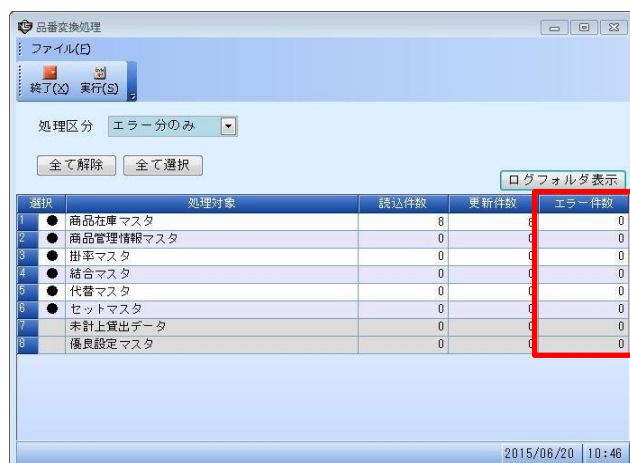 品番変換処理
ファイル(F)
終了(X) 実行(S)
処理区分 エラー分のみ
全て解除 全て選択
ログフォルダ表示
選択 処理対象 読込件数 更新件数 エラー件数
1 ● 商品在庫マスタ 8 8 0
2 ● 商品管理情報マスタ 0 0 0
3 ● 掛率マスタ 0 0 0
4 ● 結合マスタ 0 0 0
5 ● 代替マスタ 0 0 0
6 ● セットマスタ 0 0 0
7 未計上貸出データ 0 0 0
8 優良設定マスタ 0 0 0
2015/06/20 10:46